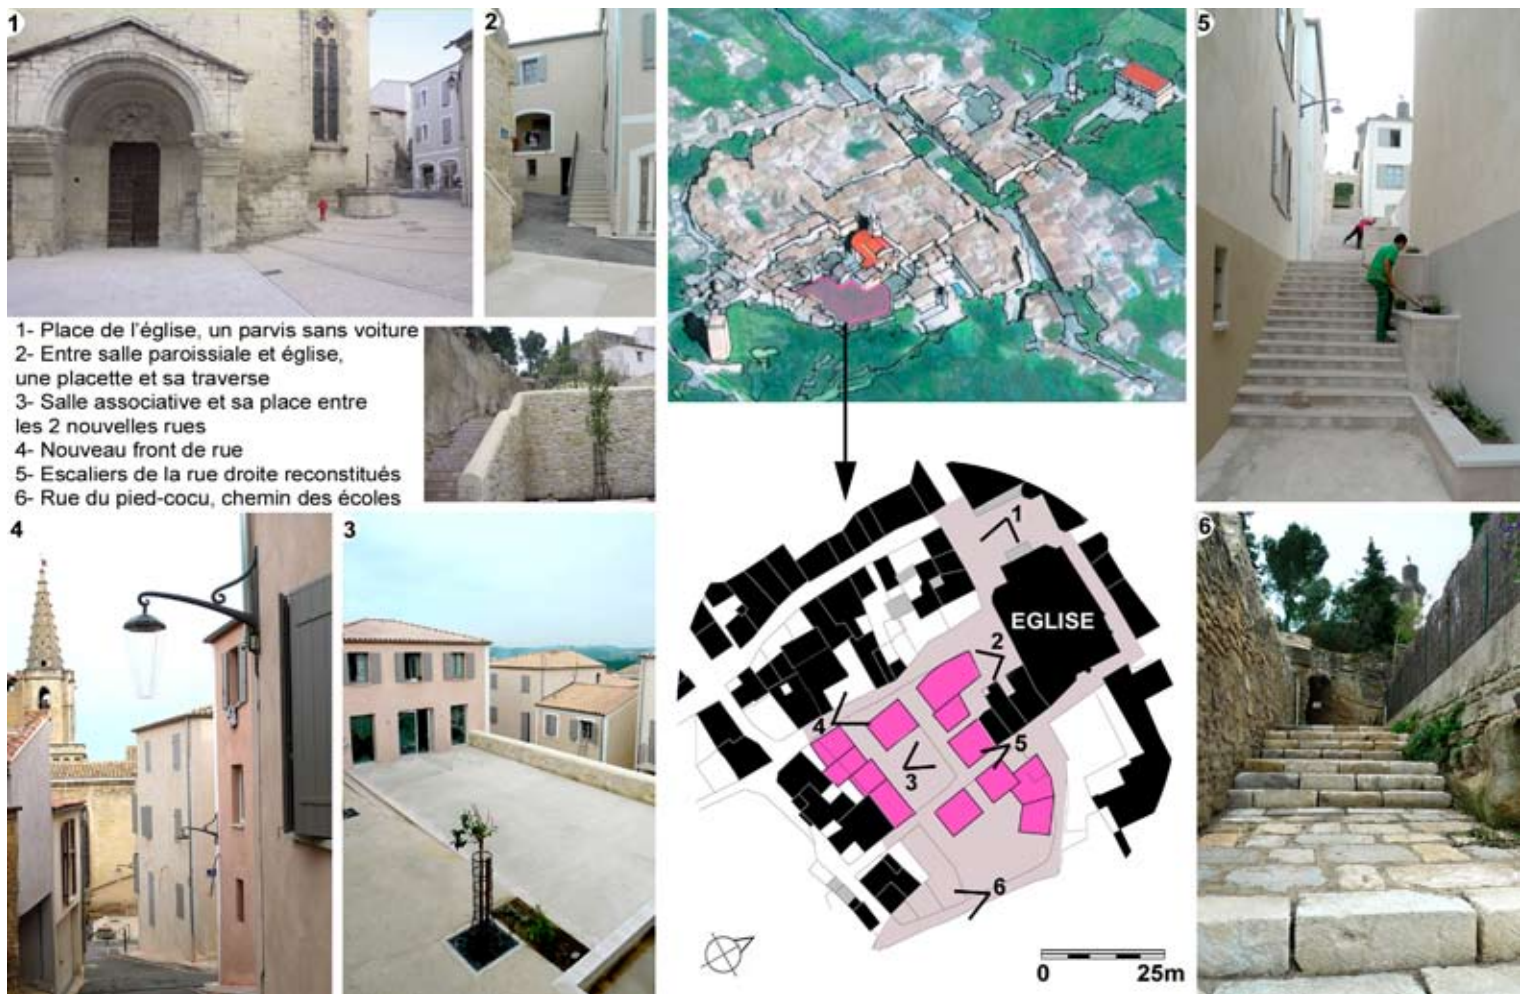 1
2
5
1- Place de l'église, un parvis sans voiture
2- Entre salle paroissiale et église,
une placette et sa traverse
3- Salle associative et sa place entre
les 2 nouvelles rues
4- Nouveau front de rue
5- Escaliers de la rue droite reconstitués
6- Rue du pied-cocu, chemin des écoles
4
3
6
1
EGLISE
2
4
5
3
6
0 25m